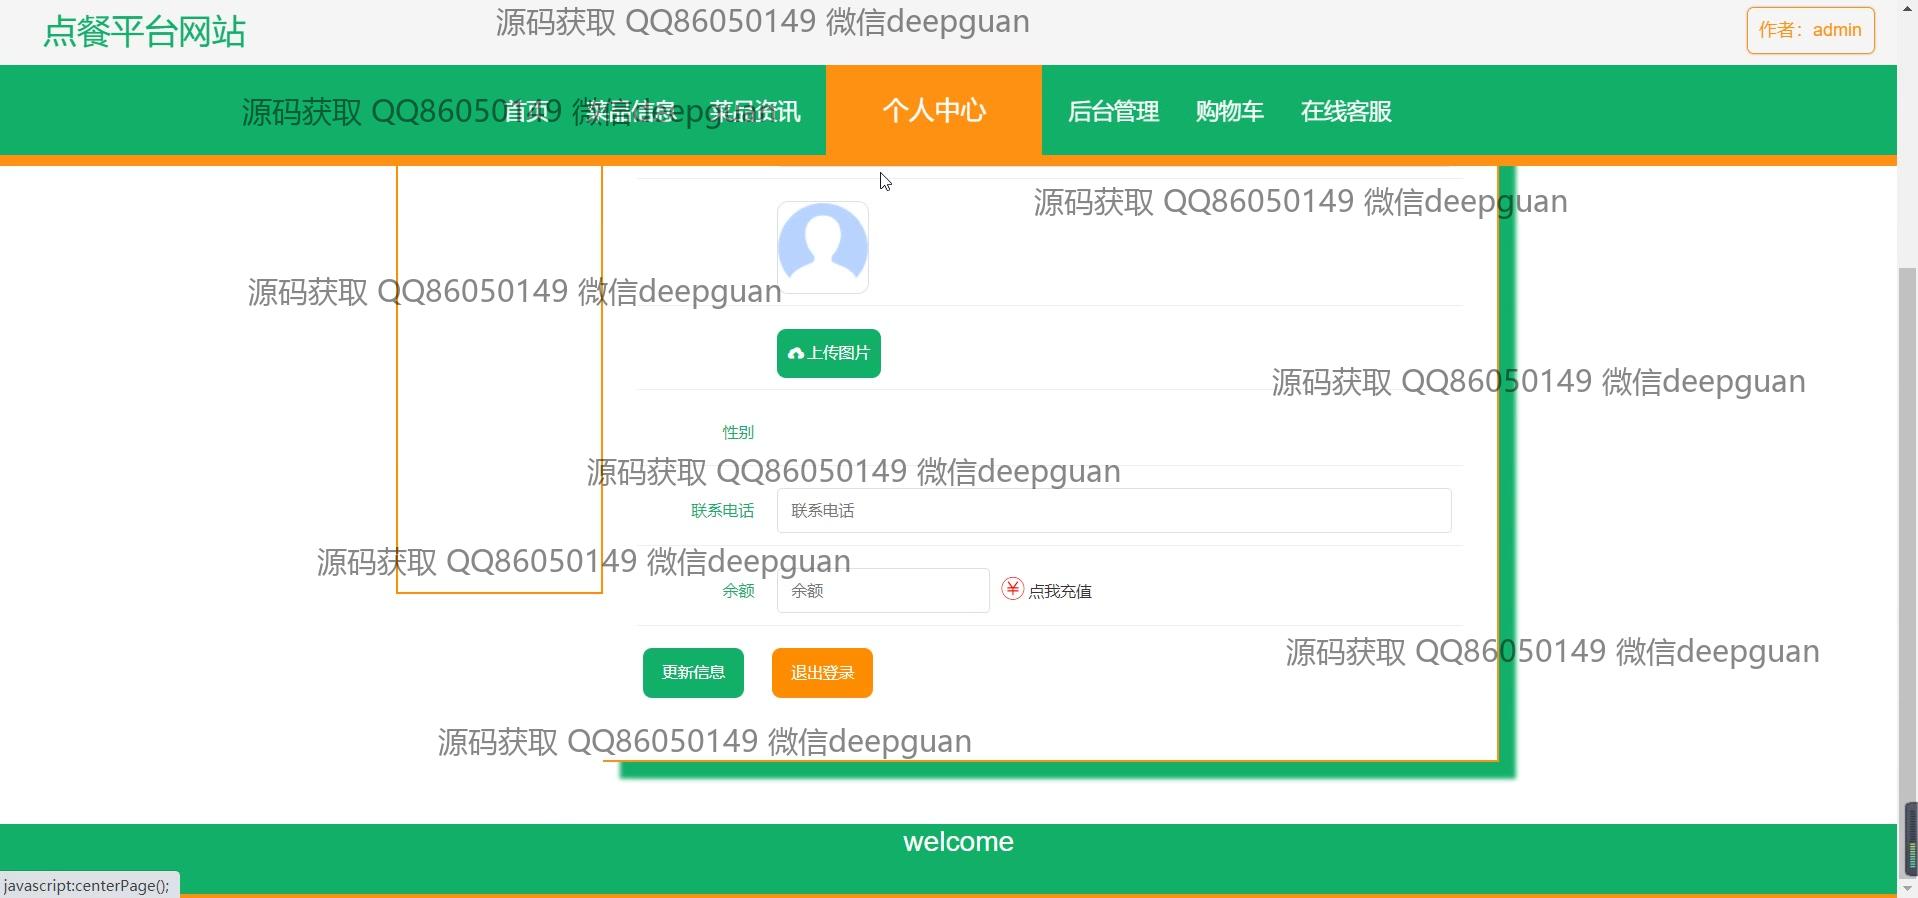 点餐平台网站
源码获取 QQ86050149 微信deepguan
作者：admin
源码获取 QQ86050149 微信deepguan
首页 菜品信息 菜品资讯 个人中心 后台管理 购物车 在线客服
源码获取 QQ86050149 微信deepguan
源码获取 QQ86050149 微信deepguan
上传图片
源码获取 QQ86050149 微信deepguan
性别
源码获取 QQ86050149 微信deepguan
联系电话 联系电话
源码获取 QQ86050149 微信deepguan
余额 余额 点我充值
源码获取 QQ86050149 微信deepguan
更新信息 退出登录
源码获取 QQ86050149 微信deepguan
welcome
javascript:centerPage();